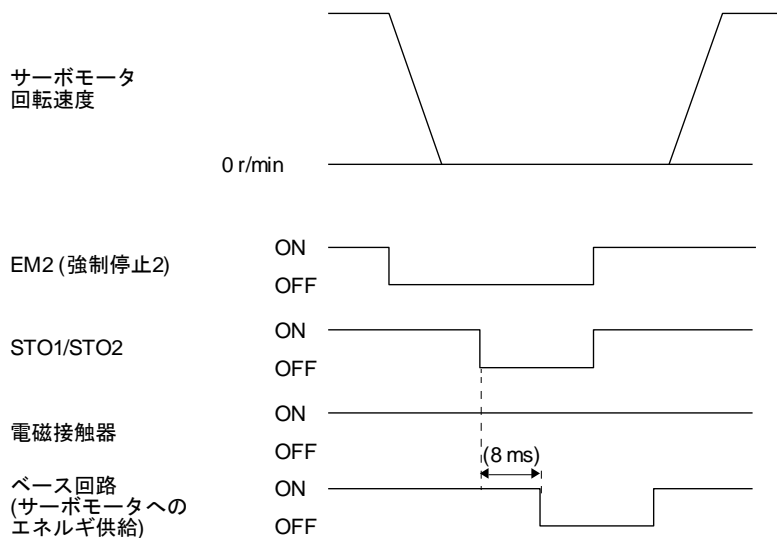 サーボモータ
回転速度
0 r/min
EM2 (強制停止2)
ON
OFF
STO1/STO2
ON
OFF
電磁接触器
ON
OFF
(8 ms)
ベース回路
(サーボモータへの
エネルギ供給)
ON
OFF